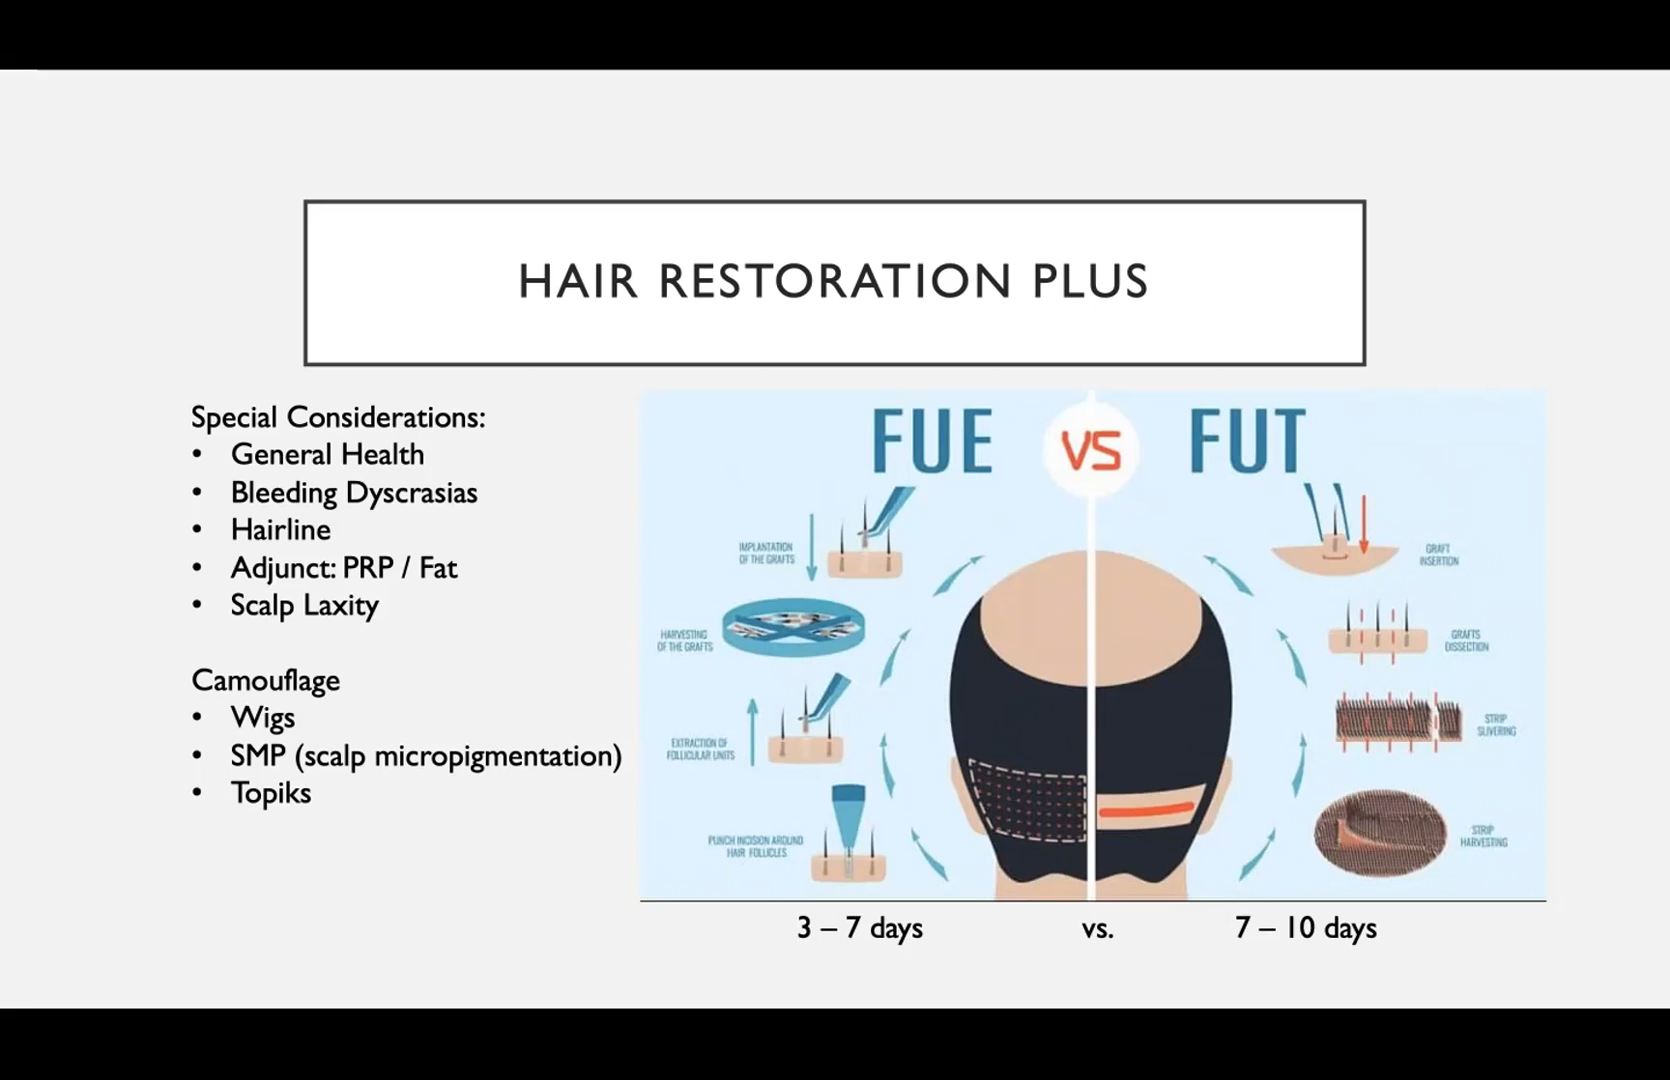 HAIR RESTORATION PLUS
Special Considerations:
• General Health
• Bleeding Dyscrasias
• Hairline
• Adjunct: PRP / Fat
• Scalp Laxity
Camouflage
• Wigs
• SMP (scalp micropigmentation)
• Topiks
FUE VS FUT
IMPLANTATION
OF THE GRAFTS
HARVESTING
OF THE GRAFTS
EXTRACTION OF
FOLLICULAR UNITS
PUNCH INCISION AROUND
HAIR FOLLICLES
GRAFT
INSERTION
GRAFTS
DISSECTION
STRIP
SLIVERING
STRIP
HARVESTING
3 – 7 days vs. 7 – 10 days